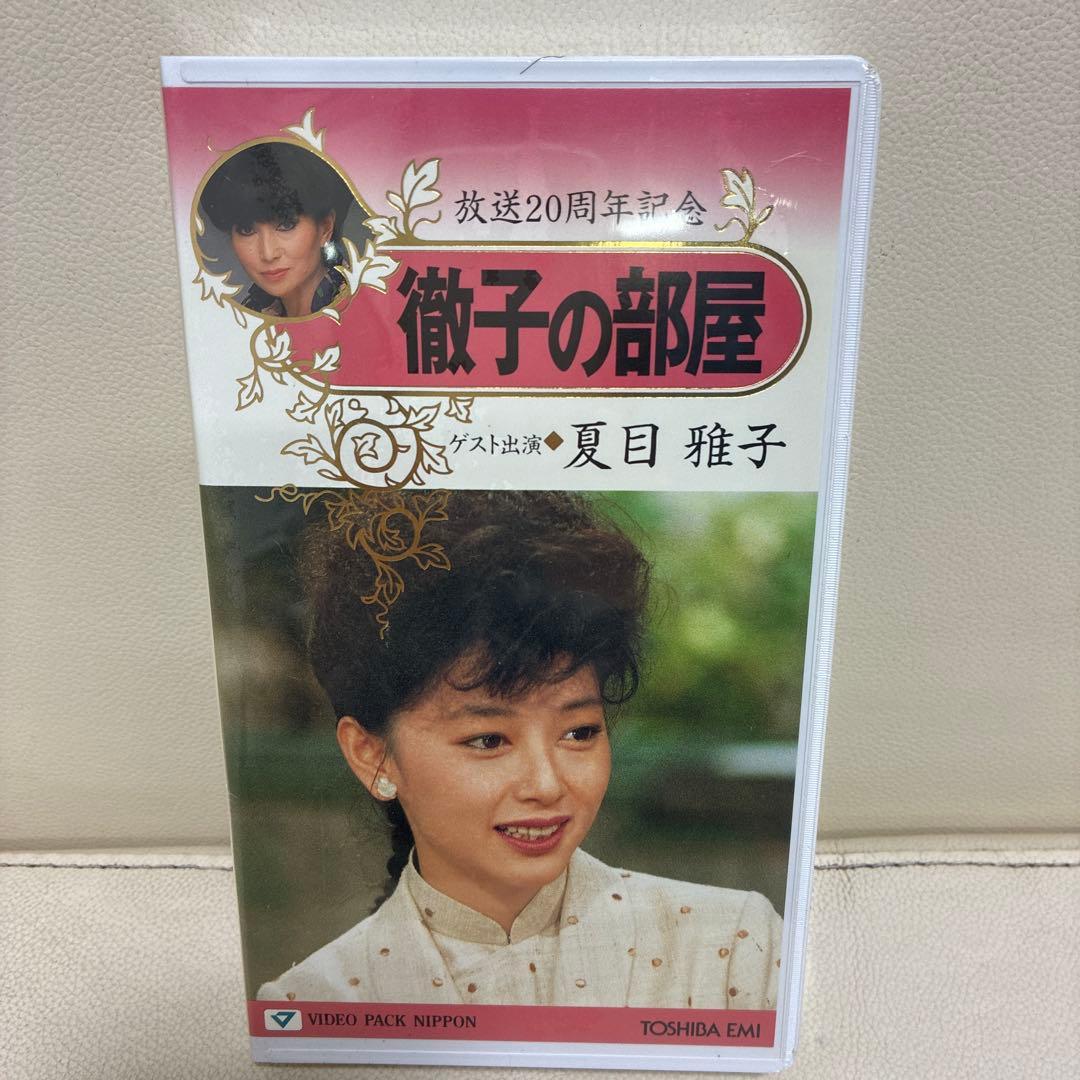 放送20周年記念
徹子の部屋
ゲスト出演◆夏目 雅子
VIDEO PACK NIPPON
TOSHIBA EMI